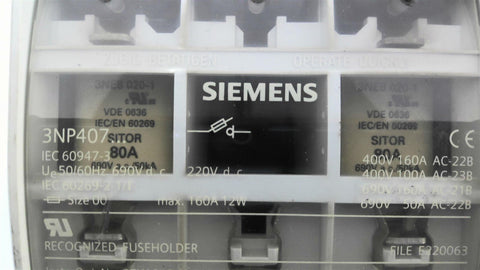 ZÜGIG BETÄTIGEN
OPERATE QUICKLY
3NE8 020-1
VDE 0636
IEC/EN 60269
SITOR
80A
SIEMENS
3NE8 020-1
VDE 0636
IEC/EN 60269
SITOR
80A
3NP407
IEC 60947-3
Ue 50/60Hz 690V d.c. 220V
IEC 60269-2
Size 00 max. 160A 12W
CE
400V 160A AC-22B
400V 100A AC-23B
690V 160A AC-21B
690V 50A AC-22B
RECOGNIZED FUSEHOLDER
FILE E220063